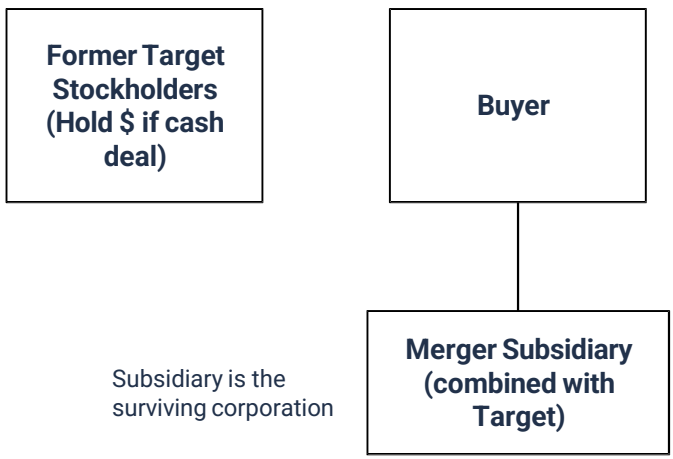 Former Target
Stockholders
(Hold $ if cash
deal)
Buyer
Merger Subsidiary
(combined with
Target)
Subsidiary is the
surviving corporation